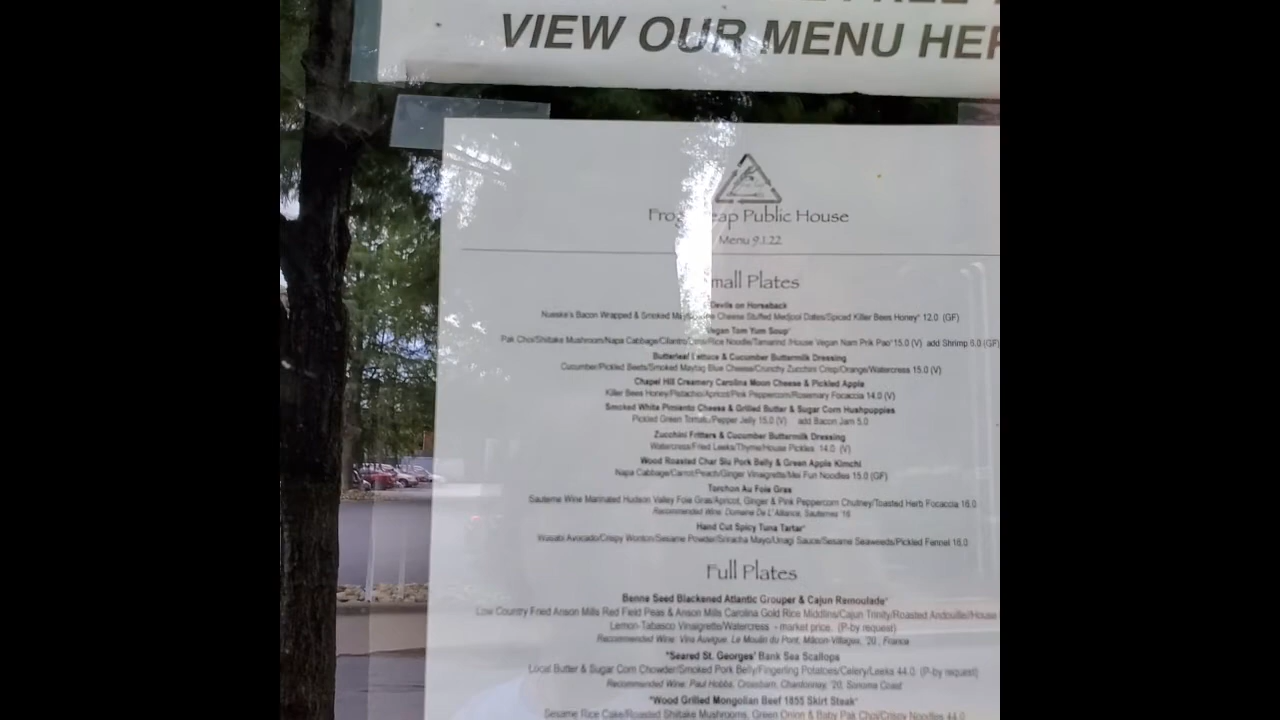 VIEW OUR MENU
Public House
Menu 9.1.22
Plates
Devils on Horseback
Nueske's Bacon Wrapped & Smoked Cheese Stuffed Medjool Dates/Spiced Killer Bees Honey* 12.0 (GF)
Vegan Tom Yum Soup*
Pak Choi/Shiitake Mushroom/Napa Cabbage/Cilantro/Lime/Rice Noodle/Tamarind /House Vegan Nam Prik Pao*15.0 (V) add Shrimp 6.0 (GF)
Butterleaf Lettuce & Cucumber Buttermilk Dressing
Cucumber/Pickled Beets/Smoked Maytag Blue Cheese/Crunchy Zucchini Crisp/Orange/Watercress 15.0 (V)
Chapel Hill Creamery Carolina Moon Cheese & Pickled Apple
Killer Bees Honey/Pistachio/Apricot/Pink Peppercorn/Rosemary Focaccia 14.0 (V)
Smoked White Pimiento Cheese & Grilled Butter & Sugar Corn Hushpuppies
Pickled Green Tomato/Pepper Jelly 15.0 (V) add Bacon Jam 5.0
Zucchini Fritters & Cucumber Buttermilk Dressing
Watercress/Fried Leeks/Thyme/House Pickles 14.0 (V)
Wood Roasted Char Siu Pork Belly & Green Apple Kimchi
Napa Cabbage/Carrot/Peach/Ginger Vinaigrette/Mei Fun Noodles 15.0 (GF)
Torchon Au Foie Gras
Sauterne Wine Marinated Hudson Valley Foie Gras/Apricot, Ginger & Pink Peppercorn Chutney/Toasted Herb Focaccia 16.0
Recommended Wine: Domaine De L'Alliance, Sauternes '16
Hand Cut Spicy Tuna Tartar*
Wasabi Avocado/Crispy Wonton/Sesame Powder/Sriracha Mayo/Unagi Sauce/Sesame Seaweeds/Pickled Fennel 16.0
Full Plates
Benne Seed Blackened Atlantic Grouper & Cajun Remoulade*
Low Country Fried Anson Mills Red Field Peas & Anson Mills Carolina Gold Rice Middlins/Cajun Trinity/Roasted Andouille//House
Lemon-Tabasco Vinaigrette/Watercress - market price. (P-by request)
Recommended Wine: Vins Auvigue, Le Moulin du Pont, Mâcon-Villages, '20 , France
*Seared St. Georges' Bank Sea Scallops
Local Butter & Sugar Corn Chowder/Smoked Pork Belly/Fingerling Potatoes/Celery/Leeks 44.0 (P-by request)
Recommended Wine: Paul Hobbs, Crossbarn, Chardonnay, '20, Sonoma Coast
*Wood Grilled Mongolian Beef 1855 Skirt Steak*
Sesame Rice Cake/Roasted Shiitake Mushrooms, Green Onion & Baby Pak Choi/Crispy Noodles 44.0